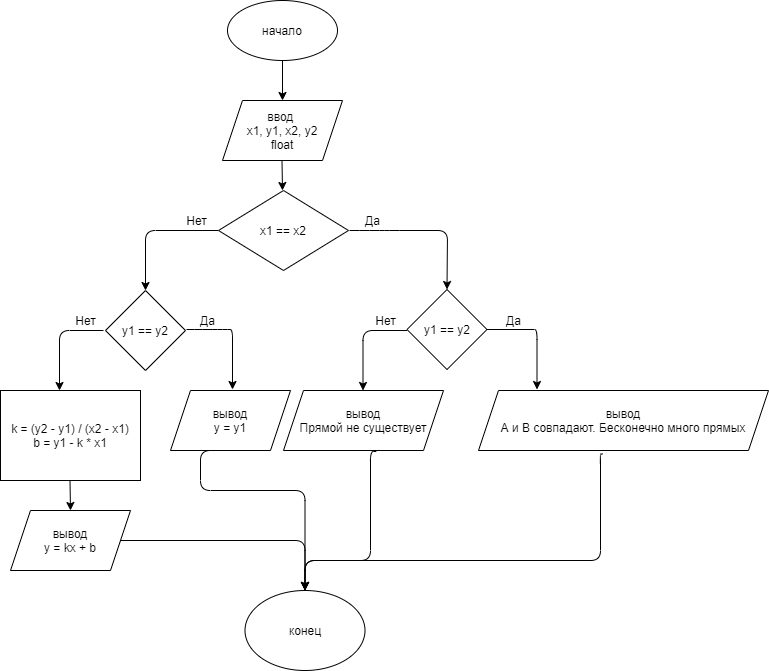 начало
ввод
x1, y1, x2, y2
float
x1 == x2
Нет
Да
y1 == y2
Нет
Да
y1 == y2
Нет
Да
k = (y2 - y1) / (x2 - x1)
b = y1 - k * x1
вывод
y = y1
вывод
Прямой не существует
вывод
A и B совпадают. Бесконечно много прямых
вывод
y = kx + b
конец